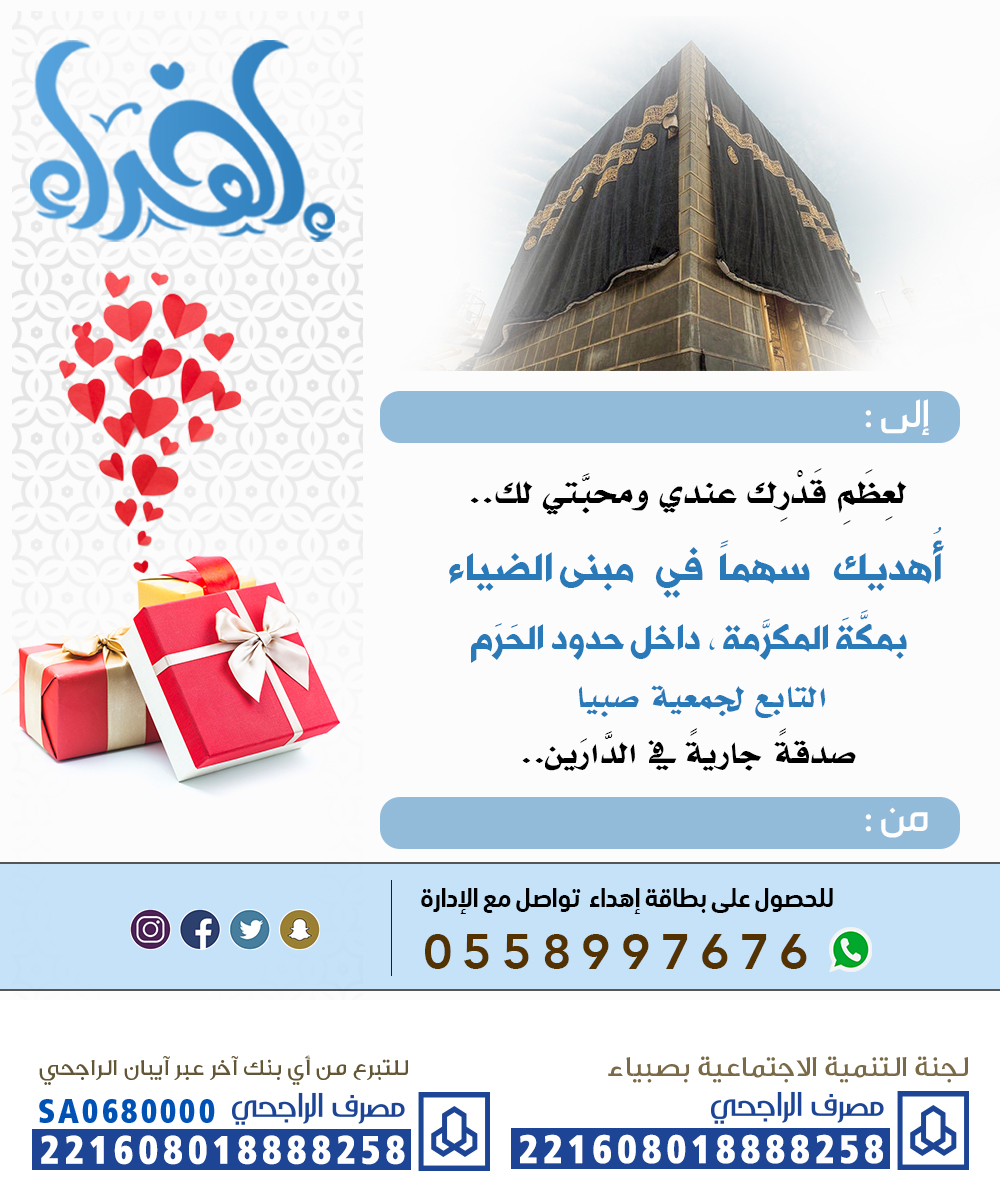 إهداء
إلى :
لعِظَمِ قَدْرِك عندي ومحبَّتي لك..
أُهديك سهماً في مبنى الضياء
بمكَّةَ المكرَّمة ، داخل حدود الحَرَم
التابع لجمعية صبيا
صدقةً جاريةً في الدَّارَين..
من :
للحصول على بطاقة إهداء تواصل مع الإدارة
0558997676
لجنة التنمية الاجتماعية بصبياء
مصرف الراجحي
221608018888258
للتبرع من أي بنك آخر عبر آيبان الراجحي
مصرف الراجحي SA0680000
221608018888258